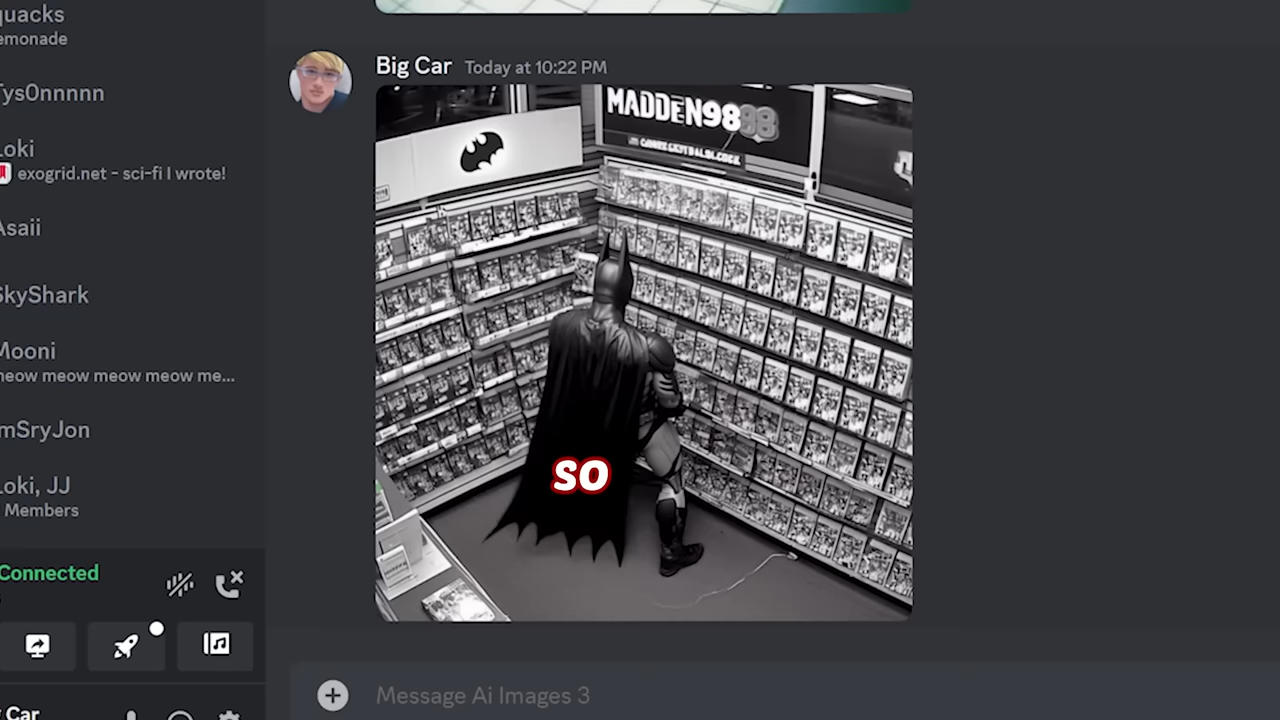 quacks
emonade
Tys0nnnnn
Loki
exogrid.net - sci-fi I wrote!
Asaii
SkyShark
Mooni
meow meow meow meow me...
mSryJon
Loki, JJ
Members
Connected
Car
Big Car Today at 10:22 PM
MADDEN98 98
SO
Message Ai Images 3